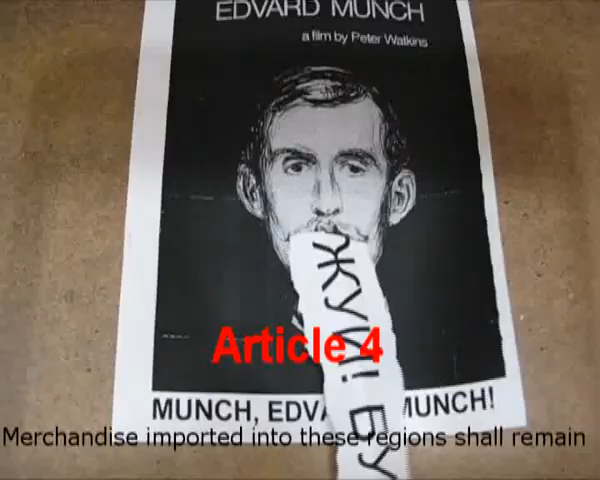 EDVARD MUNCH
a film by Peter Watkins
ЖУЙ! БУ
Article 4
MUNCH, EDVA MUNCH!
Merchandise imported into these regions shall remain